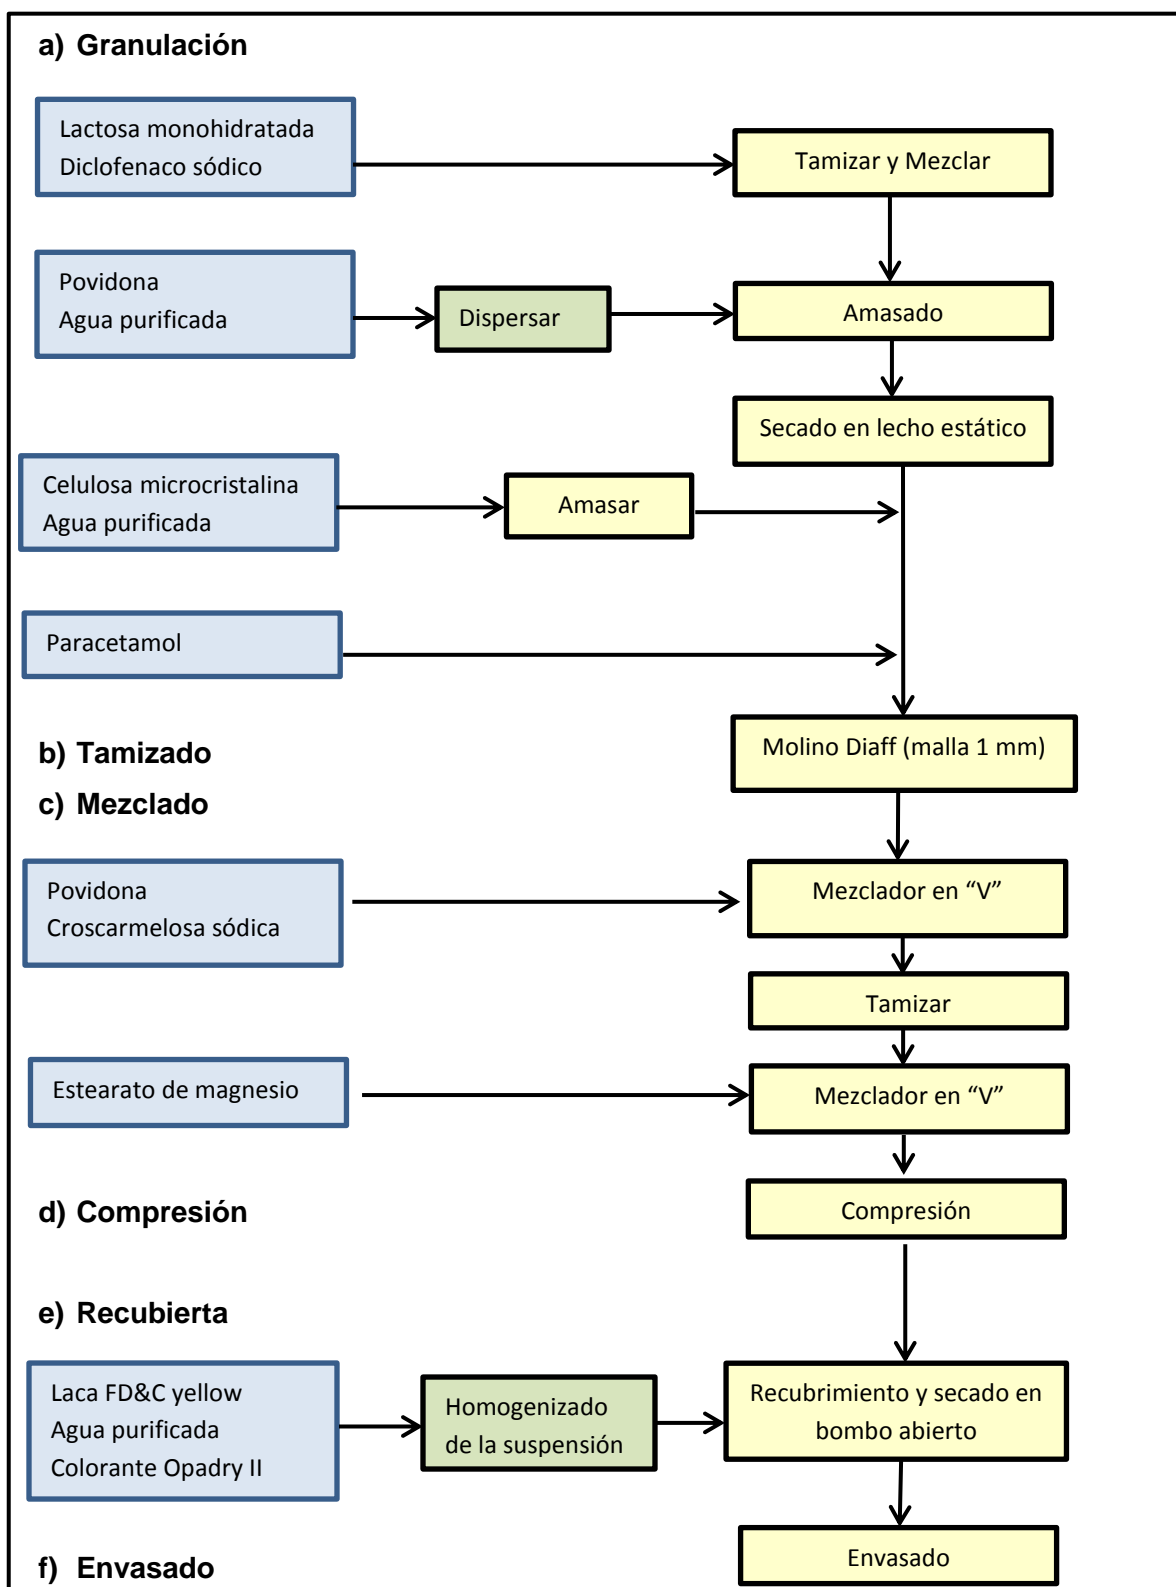 a) Granulación
Lactosa monohidratada
Diclofenaco sódico
Tamizar y Mezclar
Povidona
Agua purificada
Dispersar
Amasado
Secado en lecho estático
Celulosa microcristalina
Agua purificada
Amasar
Paracetamol
b) Tamizado
Molino Diaff (malla 1 mm)
c) Mezclado
Povidona
Croscarmelosa sódica
Mezclador en “V”
Tamizar
Estearato de magnesio
Mezclador en “V”
d) Compresión
Compresión
e) Recubierta
Laca FD&C yellow
Agua purificada
Colorante Opadry II
Homogenizado
de la suspensión
Recubrimiento y secado en
bombo abierto
f) Envasado
Envasado